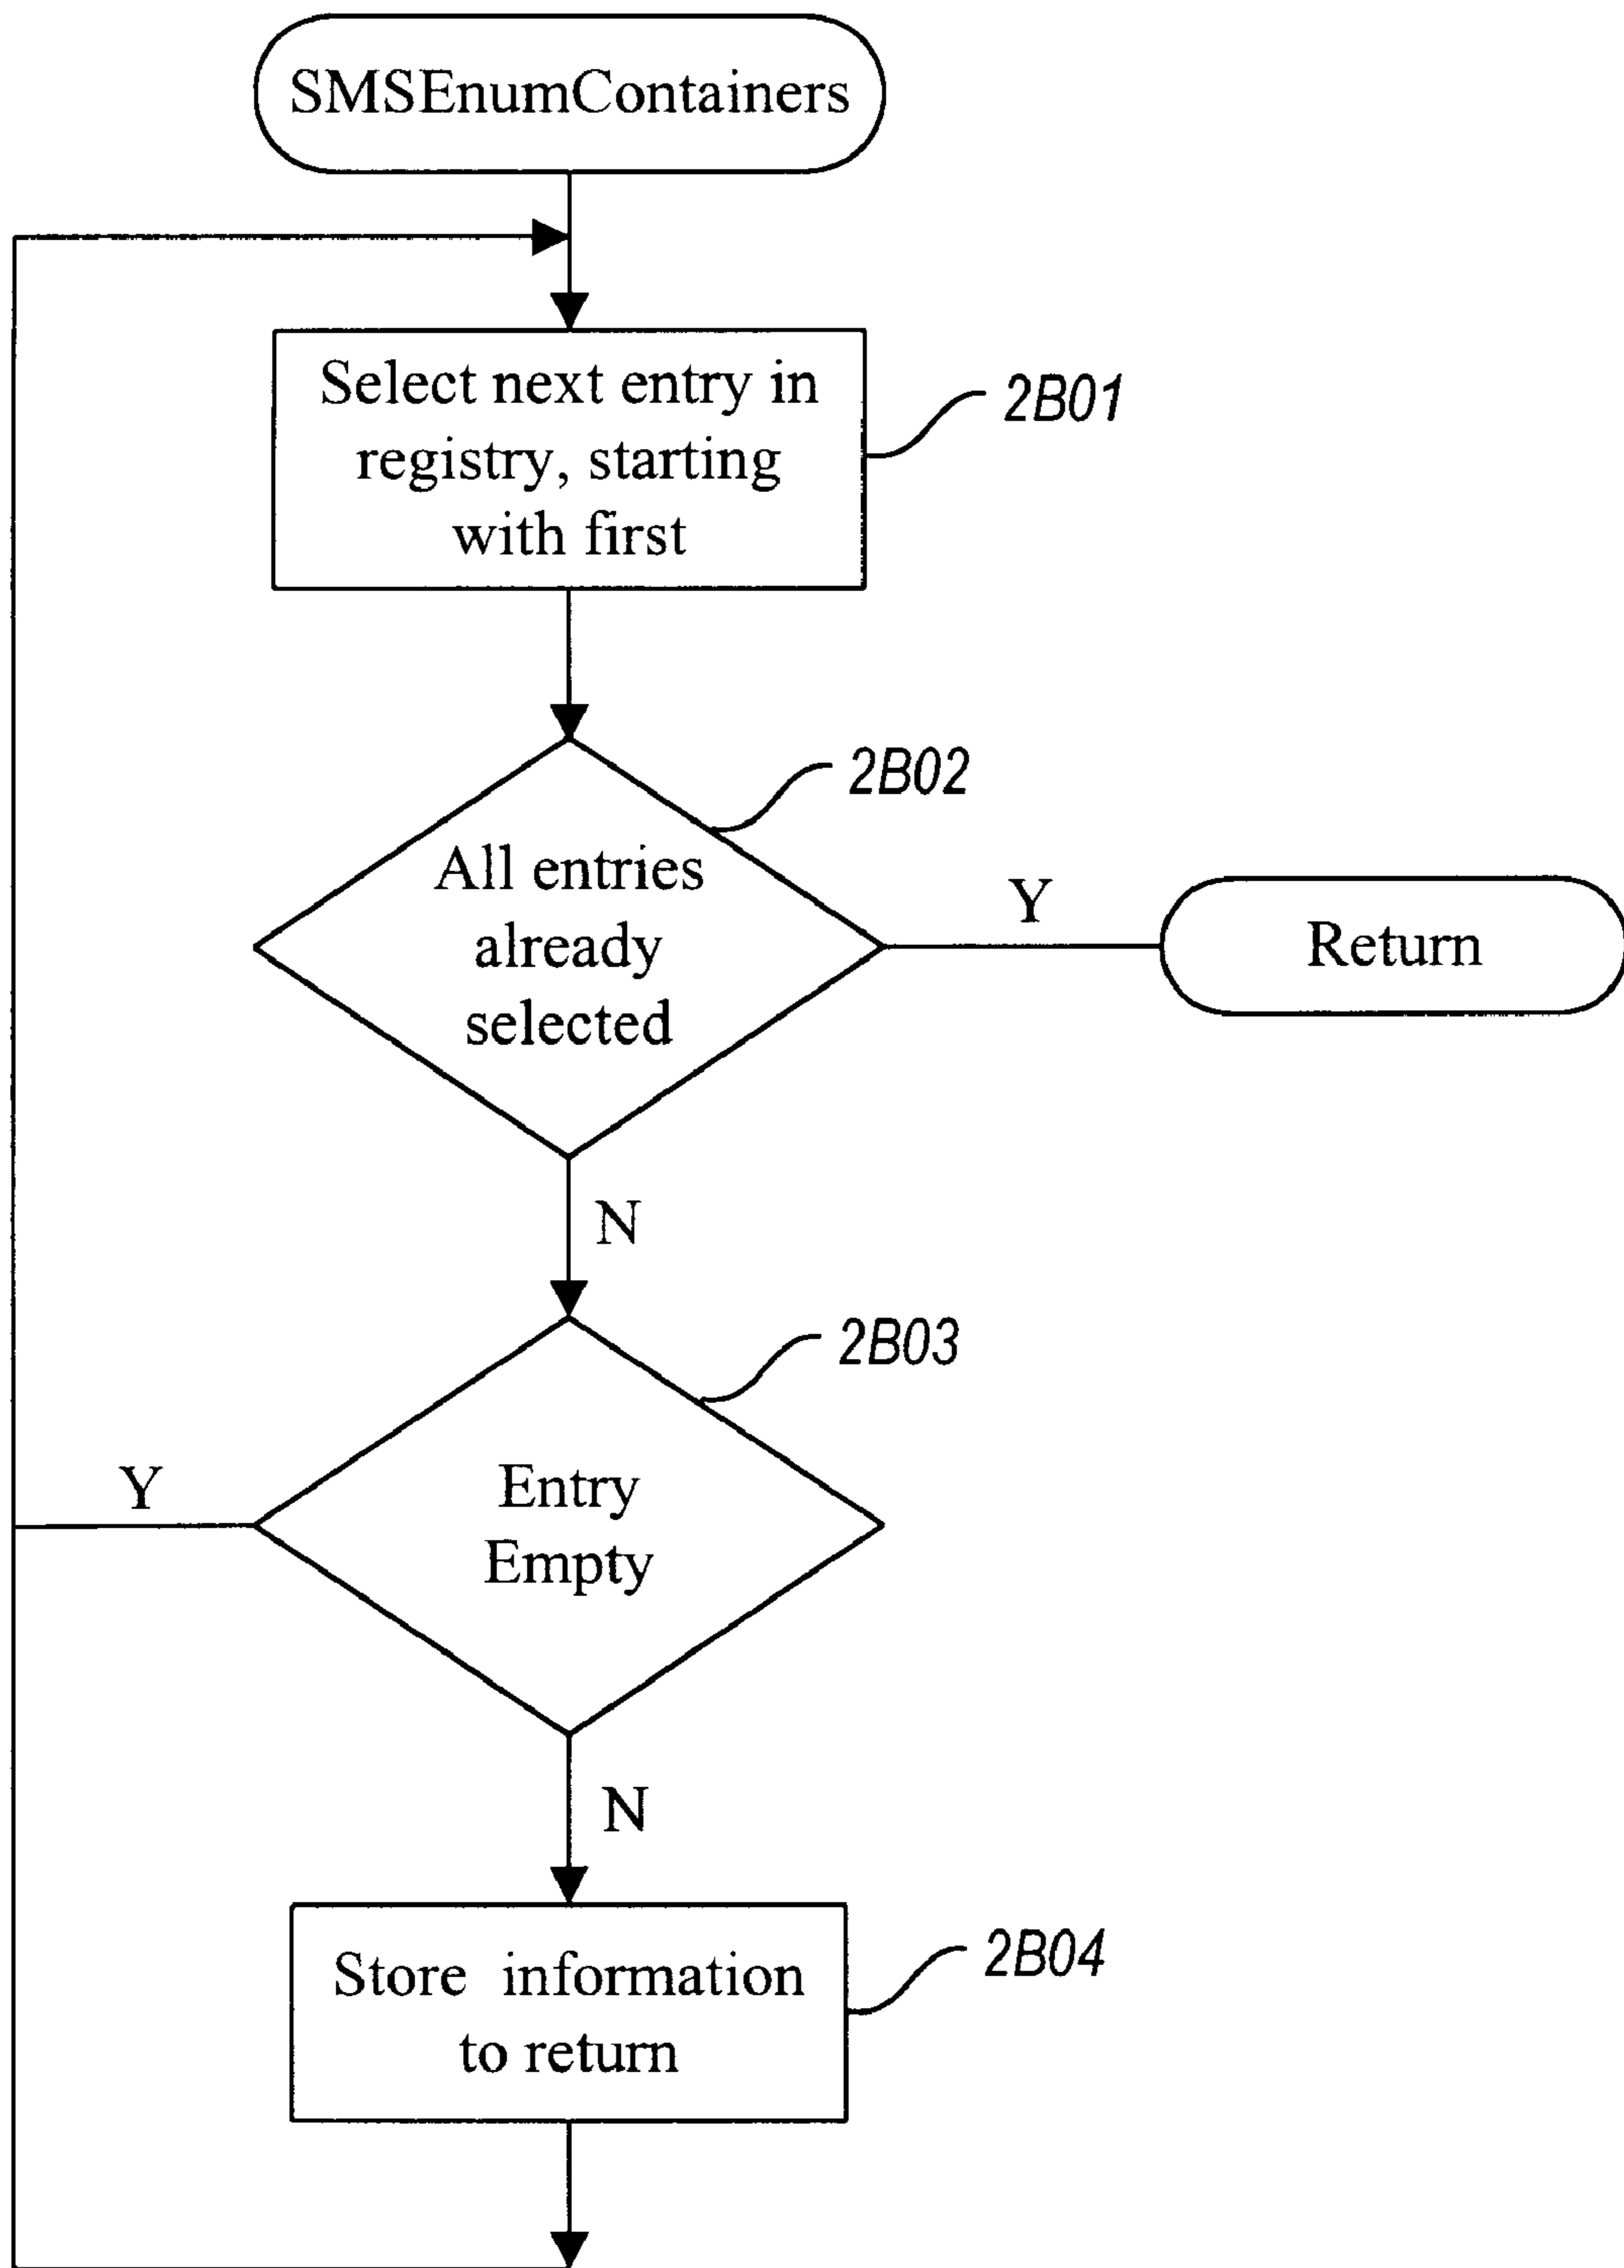 SMSEnumContainers
Select next entry in
registry, starting
with first
2B01
2B02
All entries
already
selected
Y
Return
N
2B03
Entry
Empty
Y
N
Store information
to return
2B04